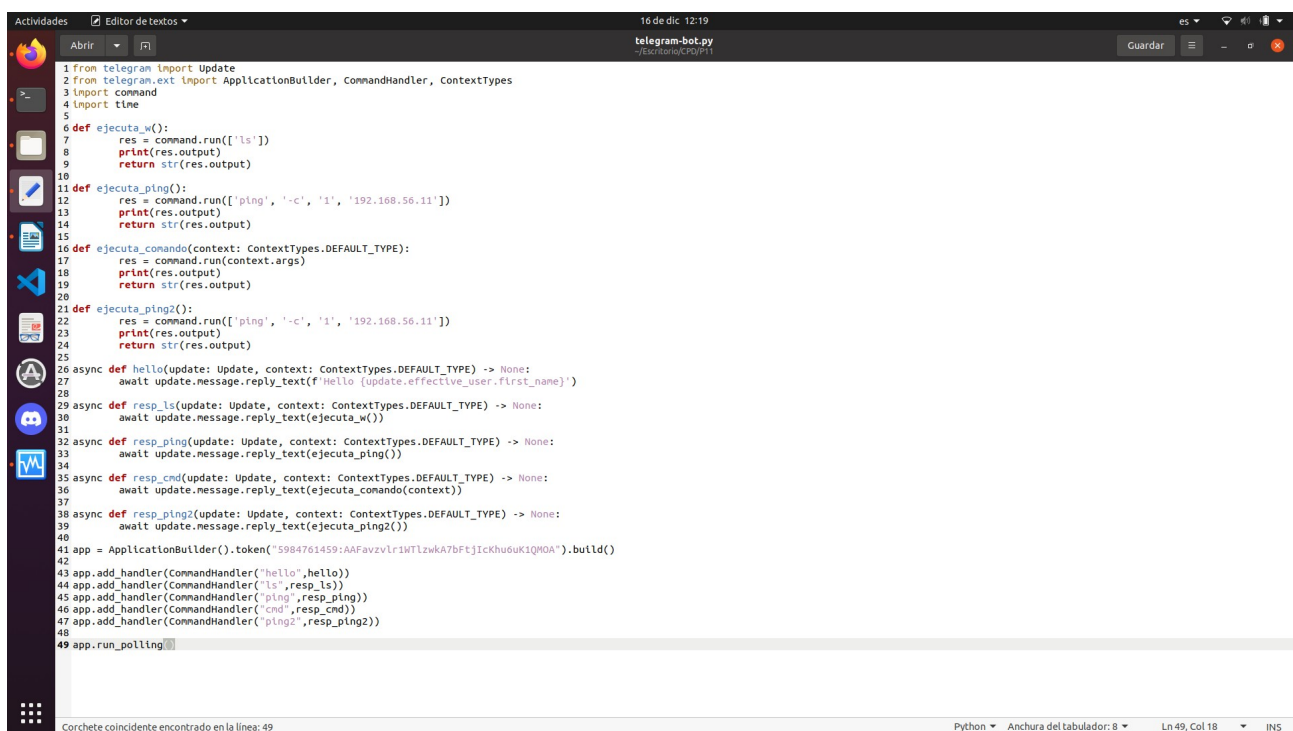 Actividades Editor de textos 16 de dic 12:19 es
Abrir telegram-bot.py Guardar
~/Escritorio/CPD/P11
1 from telegram import Update
2 from telegram.ext import ApplicationBuilder, CommandHandler, ContextTypes
3 import command
4 import time
5
6 def ejecuta_w():
7 res = command.run(['ls'])
8 print(res.output)
9 return str(res.output)
10
11 def ejecuta_ping():
12 res = command.run(['ping', '-c', '1', '192.168.56.11'])
13 print(res.output)
14 return str(res.output)
15
16 def ejecuta_comando(context: ContextTypes.DEFAULT_TYPE):
17 res = command.run(context.args)
18 print(res.output)
19 return str(res.output)
20
21 def ejecuta_ping2():
22 res = command.run(['ping', '-c', '1', '192.168.56.11'])
23 print(res.output)
24 return str(res.output)
25
26 async def hello(update: Update, context: ContextTypes.DEFAULT_TYPE) -> None:
27 await update.message.reply_text(f'Hello {update.effective_user.first_name}')
28
29 async def resp_ls(update: Update, context: ContextTypes.DEFAULT_TYPE) -> None:
30 await update.message.reply_text(ejecuta_w())
31
32 async def resp_ping(update: Update, context: ContextTypes.DEFAULT_TYPE) -> None:
33 await update.message.reply_text(ejecuta_ping())
34
35 async def resp_cmd(update: Update, context: ContextTypes.DEFAULT_TYPE) -> None:
36 await update.message.reply_text(ejecuta_comando(context))
37
38 async def resp_ping2(update: Update, context: ContextTypes.DEFAULT_TYPE) -> None:
39 await update.message.reply_text(ejecuta_ping2())
40
41 app = ApplicationBuilder().token("5984761459:AAFavzvlr1WTlzwkA7bFtjIcKhu6uK1QMOA").build()
42
43 app.add_handler(CommandHandler("hello",hello))
44 app.add_handler(CommandHandler("ls",resp_ls))
45 app.add_handler(CommandHandler("ping",resp_ping))
46 app.add_handler(CommandHandler("cmd",resp_cmd))
47 app.add_handler(CommandHandler("ping2",resp_ping2))
48
49 app.run_polling()
Corchete coincidente encontrado en la línea: 49 Python Anchura del tabulador: 8 Ln 49, Col 18 INS